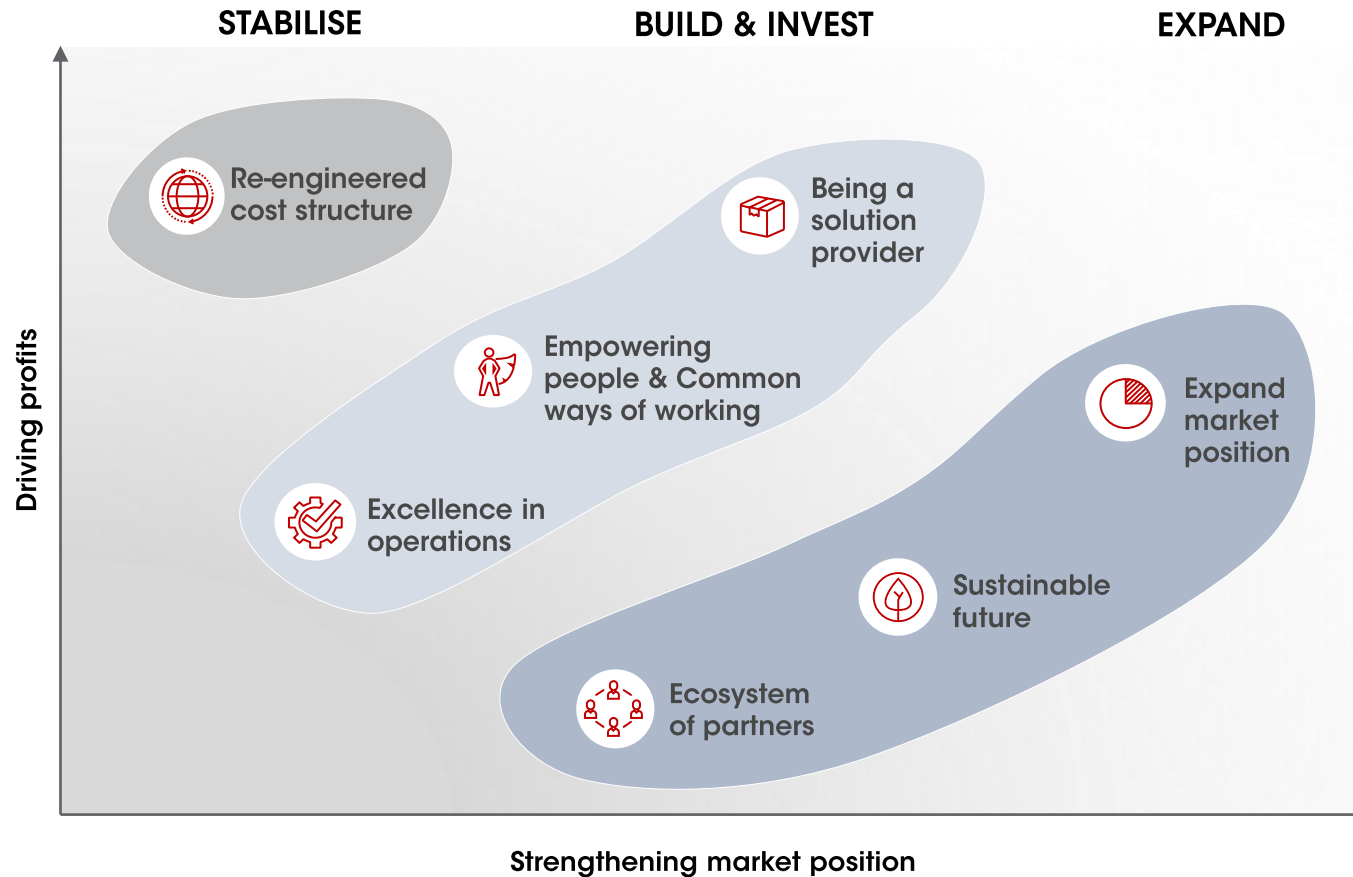 STABILISE
BUILD & INVEST
EXPAND
Driving profits
Re-engineered
cost structure
Being a
solution
provider
Empowering
people & Common
ways of working
Expand
market
position
Excellence in
operations
Sustainable
future
Ecosystem
of partners
Strengthening market position